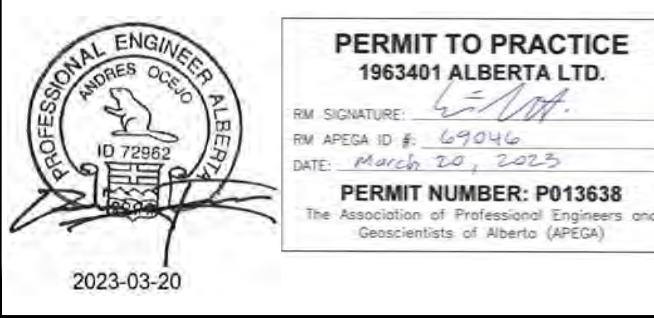 PROFESSIONAL ENGINEER ALBERTA
ANDRES OCEJO
ID 72962
2023-03-20
PERMIT TO PRACTICE
1963401 ALBERTA LTD.
RM SIGNATURE:
RM APEGA ID #: 69046
DATE: March 20, 2023
PERMIT NUMBER: P013638
The Association of Professional Engineers and
Geoscientists of Alberta (APEGA)